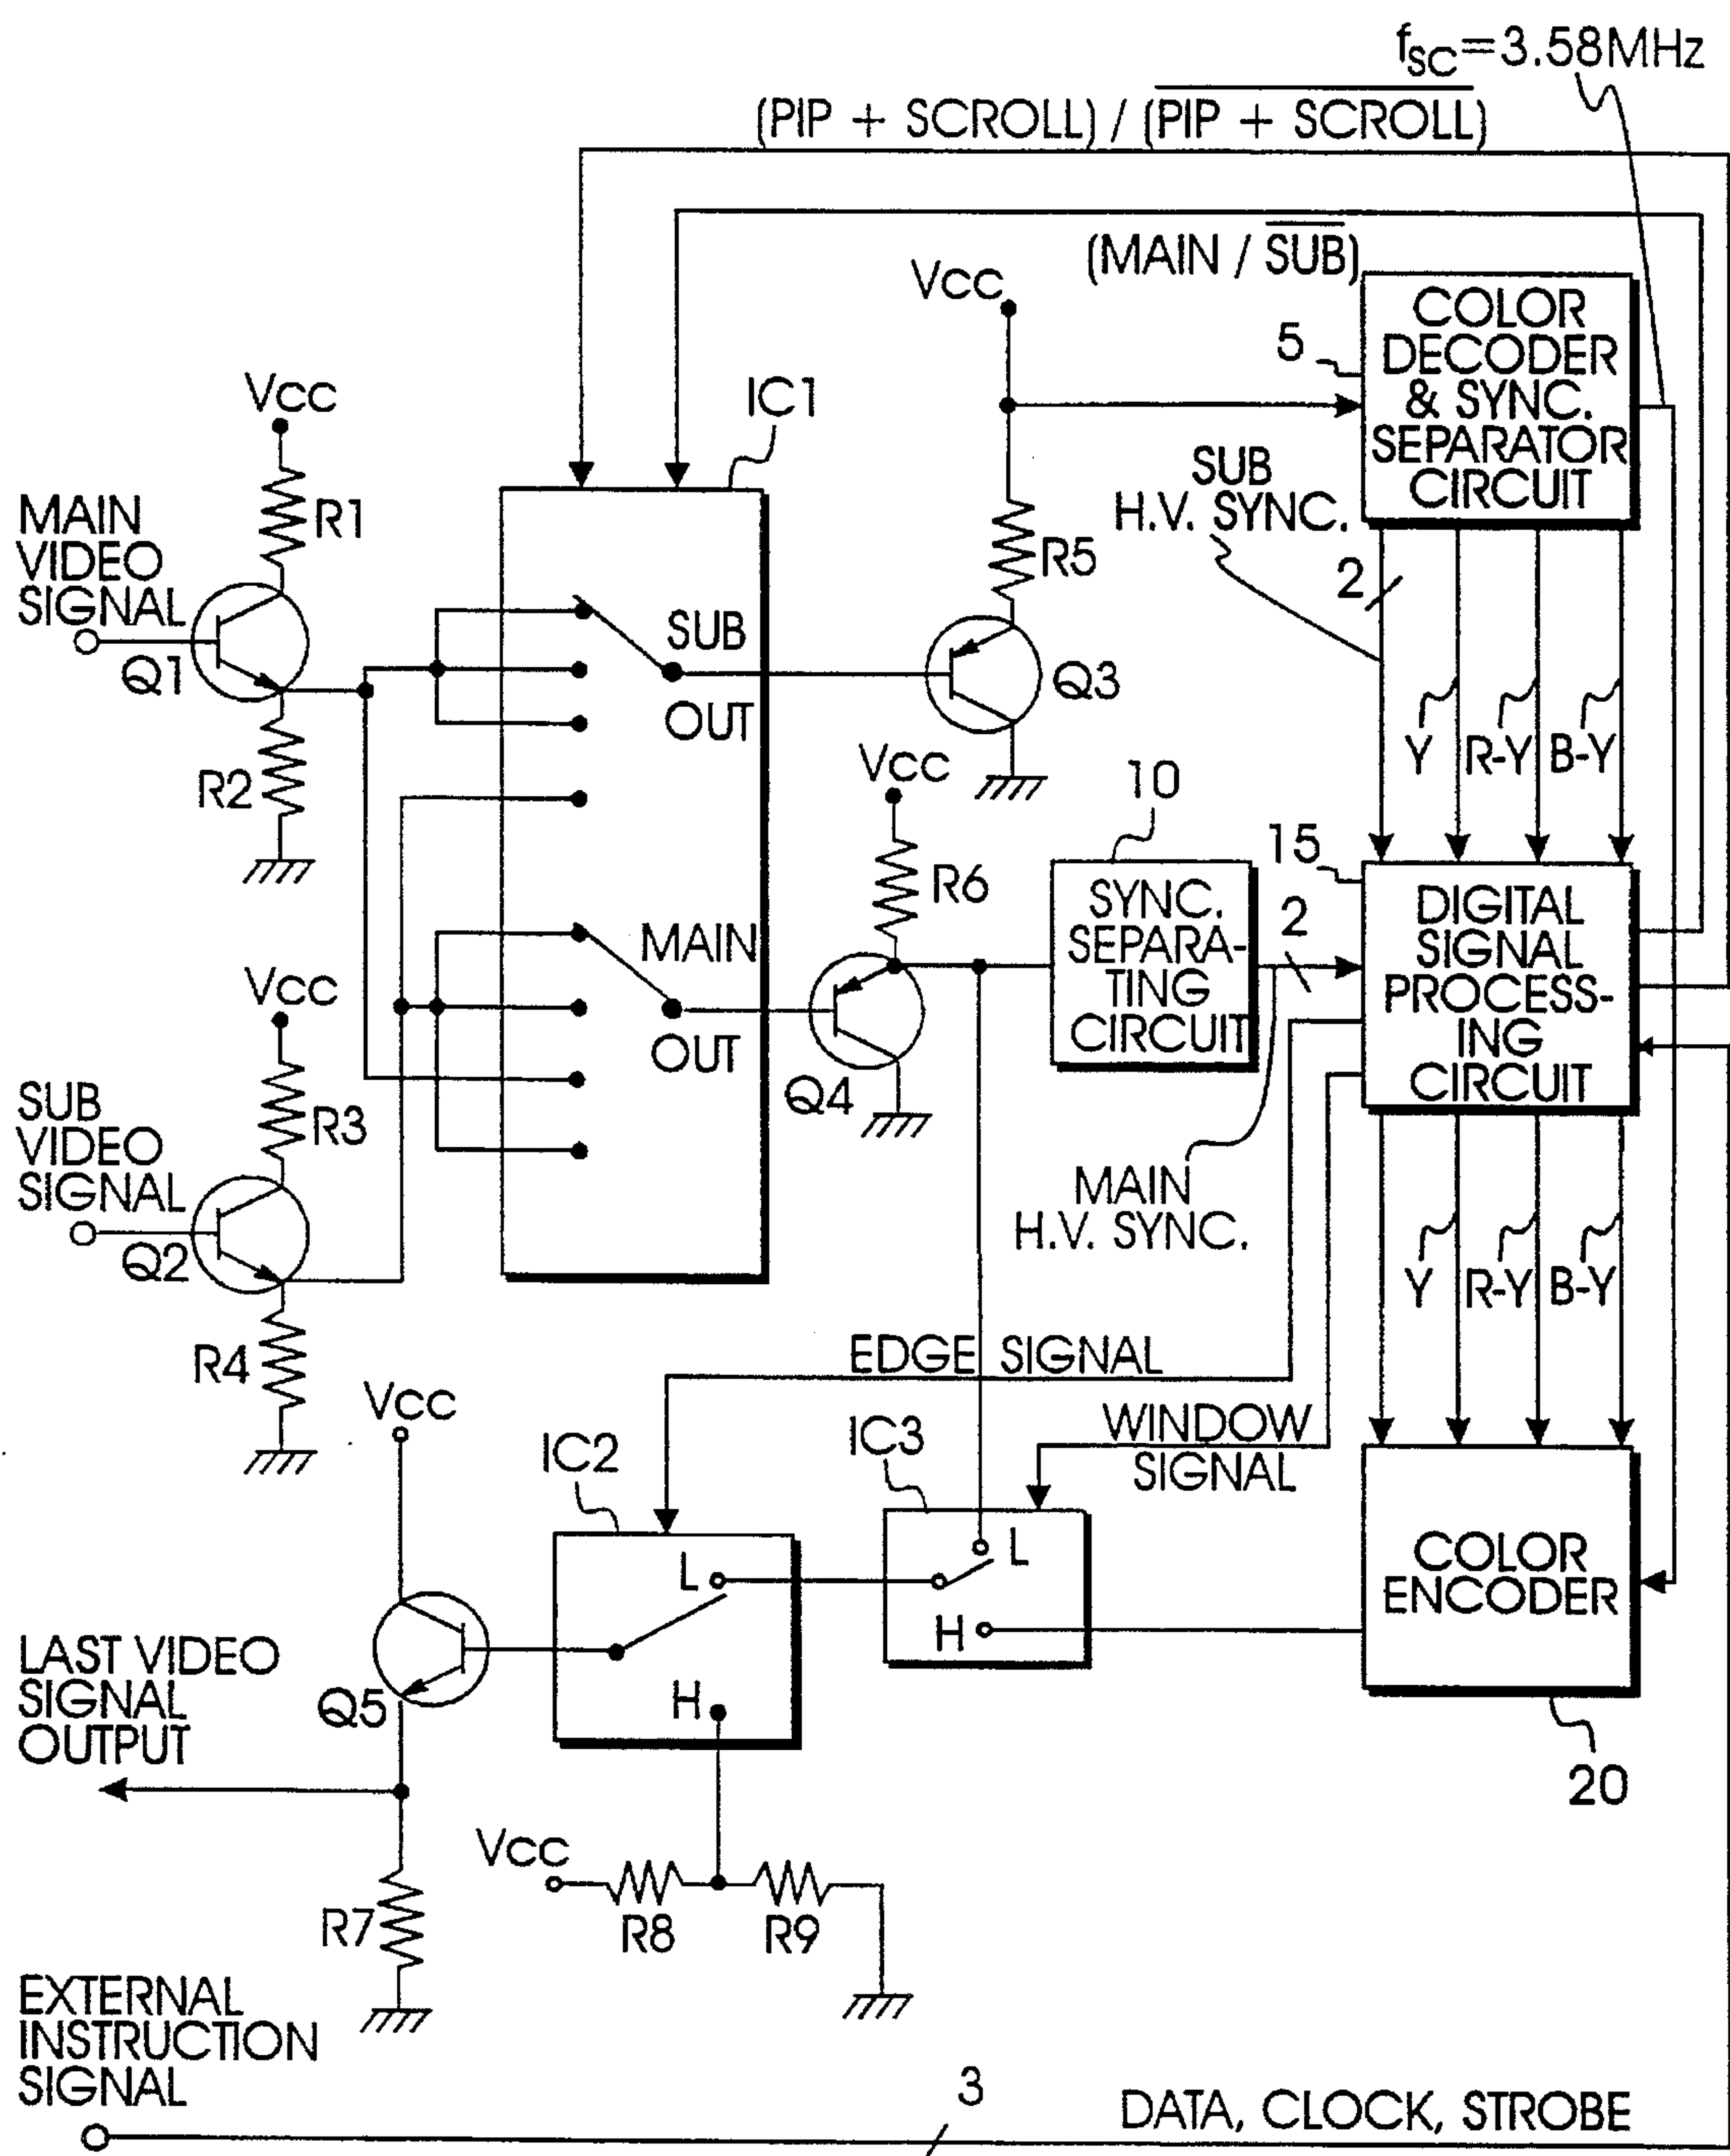 fSC=3.58MHz
(PIP + SCROLL) / (PIP + SCROLL)
(MAIN / SUB)
Vcc
5
COLOR
DECODER
& SYNC.
SEPARATOR
CIRCUIT
IC1
Vcc
R1
MAIN
VIDEO
SIGNAL
Q1
R2
SUB
OUT
MAIN
OUT
SUB
H.V. SYNC.
R5
Q3
2
Y
R-Y
B-Y
Vcc
R6
10
SYNC.
SEPARA-
TING
CIRCUIT
2
15
DIGITAL
SIGNAL
PROCESS-
ING
CIRCUIT
Q4
MAIN
H.V. SYNC.
Vcc
R3
SUB
VIDEO
SIGNAL
Q2
R4
Y
R-Y
B-Y
EDGE SIGNAL
WINDOW
SIGNAL
Vcc
IC2
IC3
L
H
L
H
COLOR
ENCODER
20
Q5
LAST VIDEO
SIGNAL
OUTPUT
Vcc
R8
R9
R7
EXTERNAL
INSTRUCTION
SIGNAL
3
DATA, CLOCK, STROBE